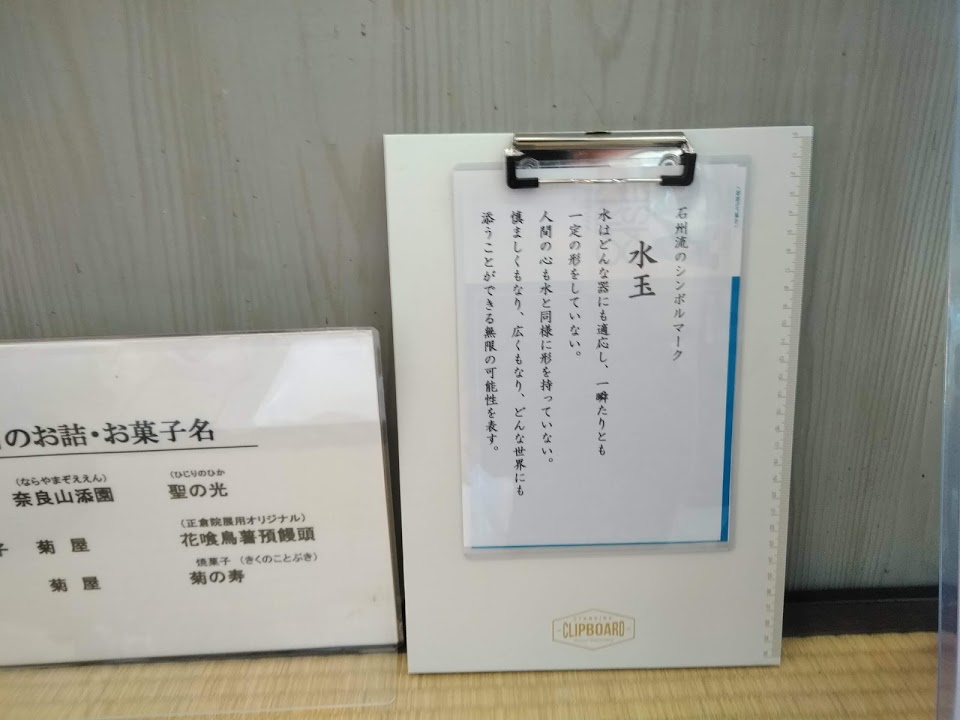 石州流のシンボルマーク
水玉
水はどんな器にも適応し、一瞬たりとも
一定の形をしていない。
人間の心も水と同様に形を持っていない。
慎ましくもなり、広くもなり、どんな世界にも
添うことができる無限の可能性を表す。
CLIPBOARD
のお詰・お菓子名
(ならやまぞええん)
奈良山添園
(ひじりのひか
聖の光
(正倉院展用オリジナル)
子 菊屋
花喰鳥薯預饅頭
焼菓子 (きくのことぶき)
菊屋
菊の寿